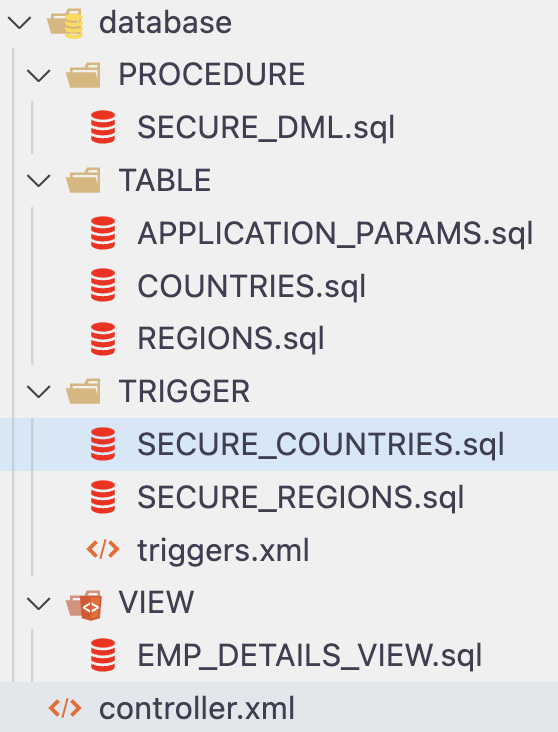 database
PROCEDURE
SECURE_DML.sql
TABLE
APPLICATION_PARAMS.sql
COUNTRIES.sql
REGIONS.sql
TRIGGER
SECURE_COUNTRIES.sql
SECURE_REGIONS.sql
triggers.xml
VIEW
EMP_DETAILS_VIEW.sql
controller.xml